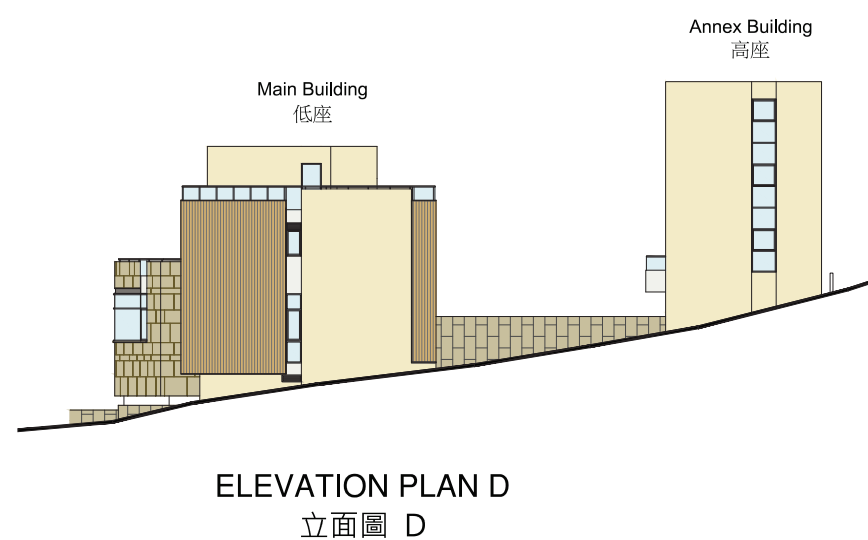 Annex Building
高座
Main Building
低座
ELEVATION PLAN D
立面圖 D